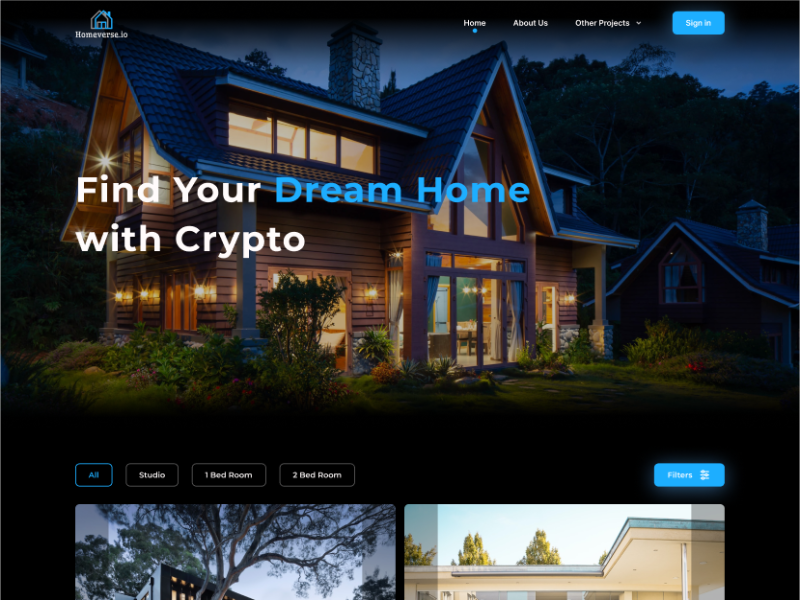 Homeverse.io
Home
About Us
Other Projects
Sign in
Find Your Dream Home
with Crypto
All
Studio
1 Bed Room
2 Bed Room
Filters